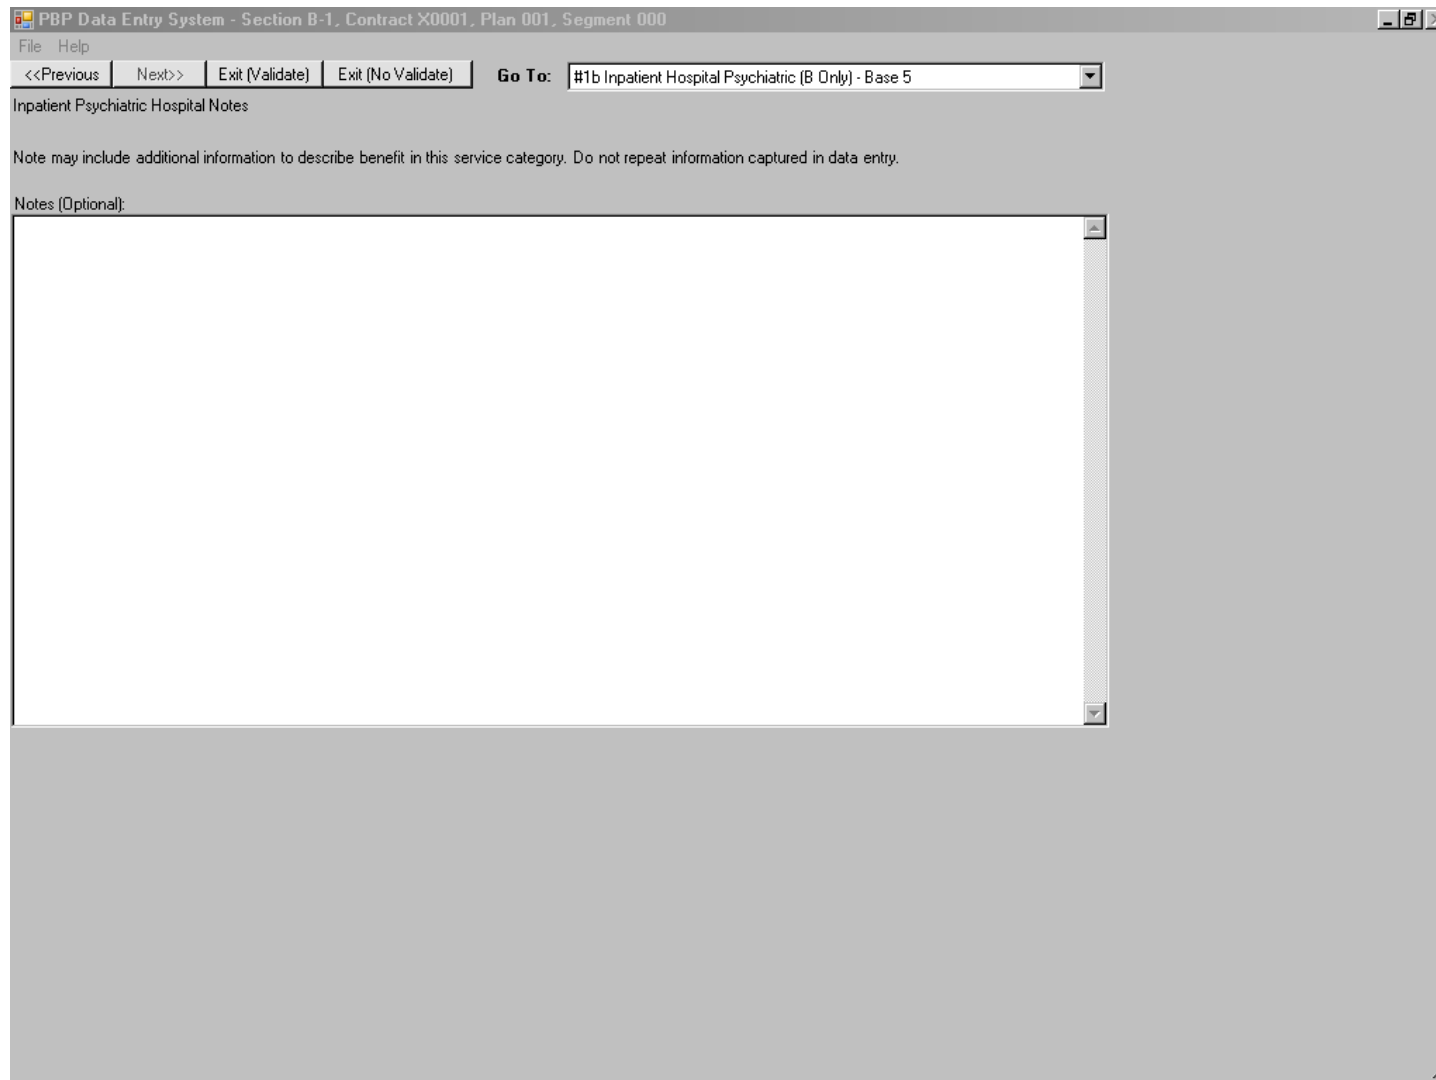 PBP Data Entry System - Section B-1, Contract X0001, Plan 001, Segment 000
File Help
<<Previous Next>> Exit (Validate) Exit (No Validate) Go To: #1b Inpatient Hospital Psychiatric (B Only) - Base 5
Inpatient Psychiatric Hospital Notes
Note may include additional information to describe benefit in this service category. Do not repeat information captured in data entry.
Notes (Optional):